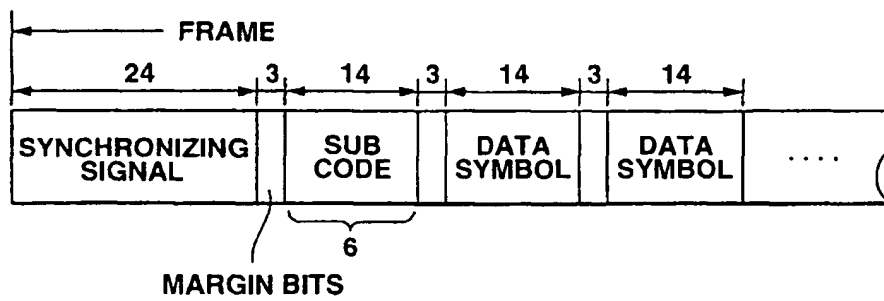 FRAME
24 3 14 3 14 3 14
SYNCHRONIZING SIGNAL
SUB CODE
DATA SYMBOL
DATA SYMBOL
....
6
MARGIN BITS